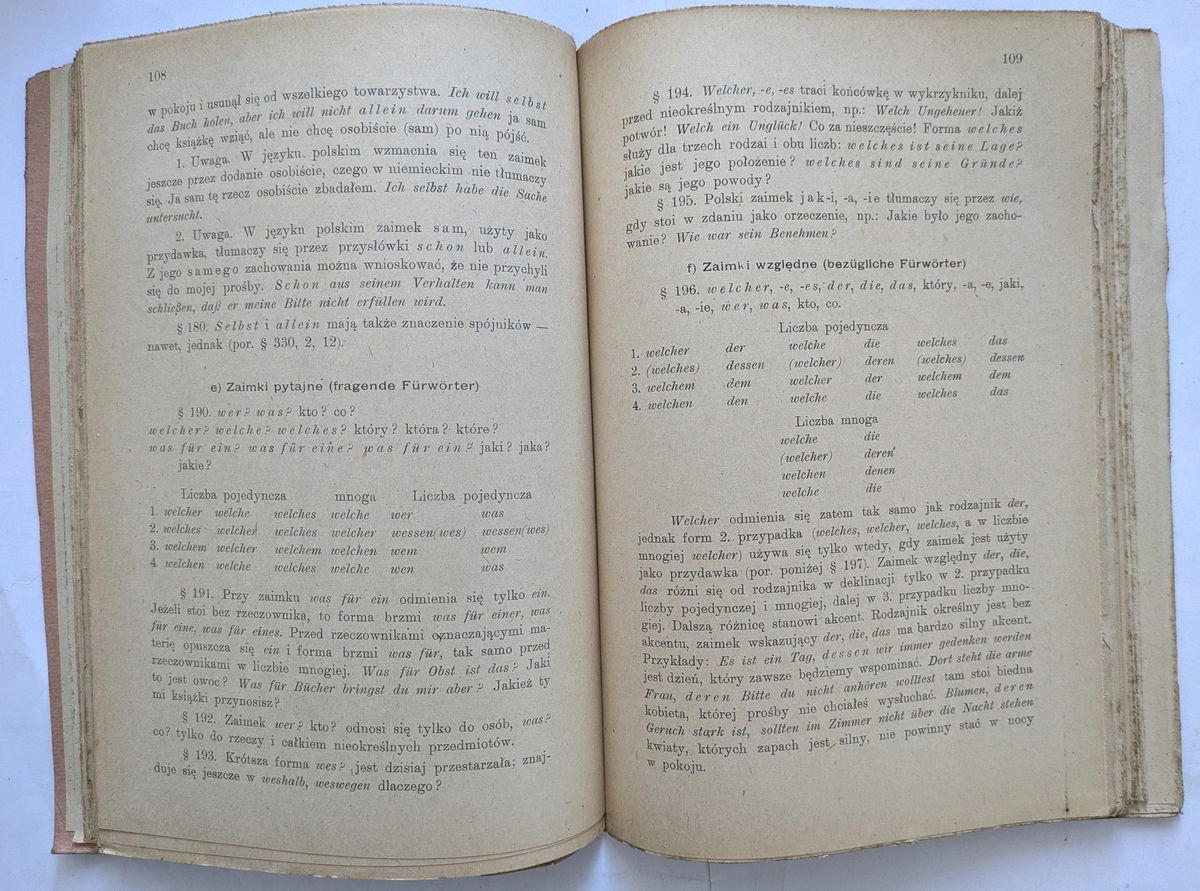 108
w pokoju i usunął się od wszelkiego towarzystwa. Ich will selbst
das Buch holen, aber ich will nicht allein darum gehen ja sam
chcę książkę wziąć, ale nie chcę osobiście (sam) po nią pójść.
1. Uwaga. W języku polskim wzmacnia się ten zaimek
jeszcze przez dodanie osobiście, czego w niemieckim nie tłumaczy
się. Ja sam tę rzecz osobiście zbadałem. Ich selbst habe die Sache
untersucht.
2. Uwaga. W języku polskim zaimek sam, użyty jako
przydawka, tłumaczy się przez przysłówki schon lub allein.
Z jego samego zachowania można wnioskować, że nie przychyli
się do mojej prośby. Schon aus seinem Verhalten kann man
schließen, daß er meine Bitte nicht erfüllen wird.
§ 180. Selbst i allein mają także znaczenie spójników —
nawet, jednak (por. § 330, 2, 12).
e) Zaimki pytajne (fragende Fürwörter)
§ 190. wer? was? kto? co?
welcher? welche? welches? który? która? które?
was für ein? was für eine? was für ein? jaki? jaka?
jakie?
Liczba pojedyncza mnoga Liczba pojedyncza
1. welcher welche welches welche wer was
2. welches welcher welches welcher wessen(wes) wessen(wes)
3. welchem welcher welchem welchen wem wem
4. welchen welche welches welche wen was
§ 191. Przy zaimku was für ein odmienia się tylko ein.
Jeżeli stoi bez rzeczownika, to forma brzmi was für einer, was
für eine, was für eines. Przed rzeczownikami oznaczającymi ma-
terię opuszcza się ein i forma brzmi was für, tak samo przed
rzeczownikami w liczbie mnogiej. Was für Obst ist das? Jaki
to jest owoc? Was für Bücher bringst du mir aber? Jakież ty
mi książki przynosisz?
§ 192. Zaimek wer? kto? odnosi się tylko do osób, was?
co? tylko do rzeczy i całkiem nieokreślnych przedmiotów.
§ 193. Krótsza forma wes? jest dzisiaj przestarzała; znaj-
duje się jeszcze w weshalb, weswegen dlaczego?
109
§ 194. Welcher, -e, -es traci końcówkę w wykrzykniku, dalej
przed nieokreślnym rodzajnikiem, np.: Welch Ungeheuer! Jakiż
potwór! Welch ein Unglück! Co za nieszczęście! Forma welches
służy dla trzech rodzai i obu liczb: welches ist seine Lage?
jakie jest jego położenie? welches sind seine Gründe?
jakie są jego powody?
§ 195. Polski zaimek jak-i, -a, -ie tłumaczy się przez wie,
gdy stoi w zdaniu jako orzeczenie, np.: Jakie było jego zacho-
wanie? Wie war sein Benehmen?
f) Zaimki względne (bezügliche Fürwörter)
§ 196. welcher, -e, -es, der, die, das, który, -a, -e, jaki,
-a, -ie, wer, was, kto, co.
Liczba pojedyncza
1. welcher der welche die welches das
2. (welches) dessen (welcher) deren (welches) dessen
3. welchem dem welcher der welchem dem
4. welchen den welche die welches das
Liczba mnoga
welche die
(welcher) deren
welchen denen
welche die
Welcher odmienia się zatem tak samo jak rodzajnik der,
jednak form 2. przypadka (welches, welcher, welches, a w liczbie
mnogiej welcher) używa się tylko wtedy, gdy zaimek jest użyty
jako przydawka (por. poniżej § 197). Zaimek względny der, die,
das różni się od rodzajnika w deklinacji tylko w 2. przypadku
liczby pojedynczej i mnogiej, dalej w 3. przypadku liczby mno-
giej. Dalszą różnicę stanowi akcent. Rodzajnik określny jest bez
akcentu, zaimek wskazujący der, die, das ma bardzo silny akcent.
Przykłady: Es ist ein Tag, dessen wir immer gedenken werden
jest dzień, który zawsze będziemy wspominać. Dort steht die arme
Frau, deren Bitte du nicht anhören wolltest tam stoi biedna
kobieta, której prośby nie chciałeś wysłuchać. Blumen, deren
Geruch stark ist, sollten im Zimmer nicht über die Nacht stehen
kwiaty, których zapach jest silny, nie powinny stać w nocy
w pokoju.